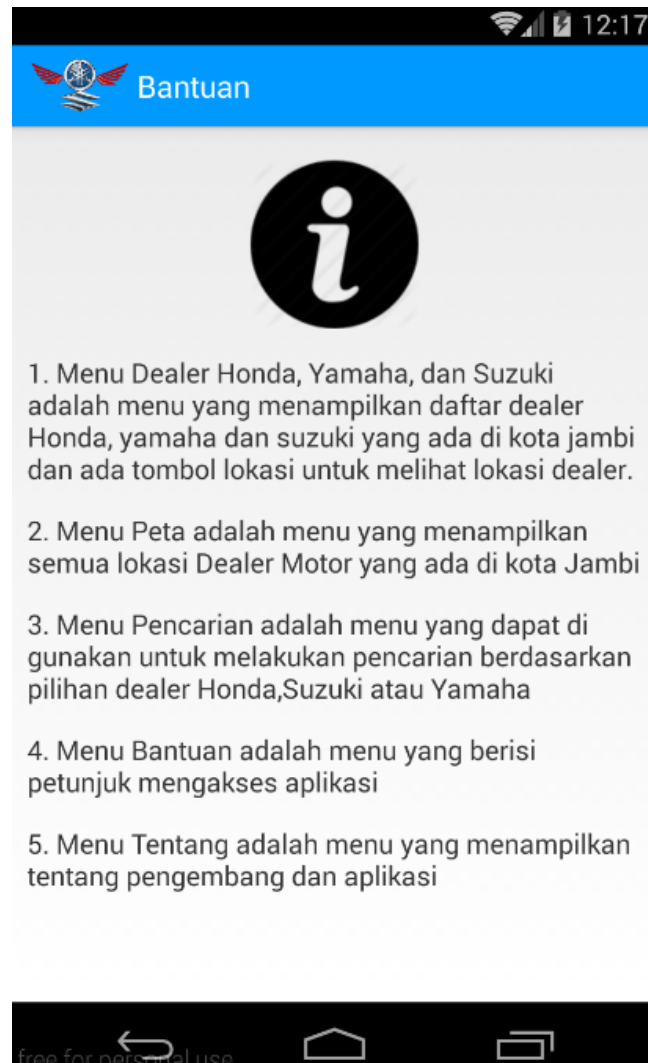 12:17
Bantuan
1. Menu Dealer Honda, Yamaha, dan Suzuki
adalah menu yang menampilkan daftar dealer
Honda, yamaha dan suzuki yang ada di kota jambi
dan ada tombol lokasi untuk melihat lokasi dealer.
2. Menu Peta adalah menu yang menampilkan
semua lokasi Dealer Motor yang ada di kota Jambi
3. Menu Pencarian adalah menu yang dapat di
gunakan untuk melakukan pencarian berdasarkan
pilihan dealer Honda,Suzuki atau Yamaha
4. Menu Bantuan adalah menu yang berisi
petunjuk mengakses aplikasi
5. Menu Tentang adalah menu yang menampilkan
tentang pengembang dan aplikasi
free for personal use